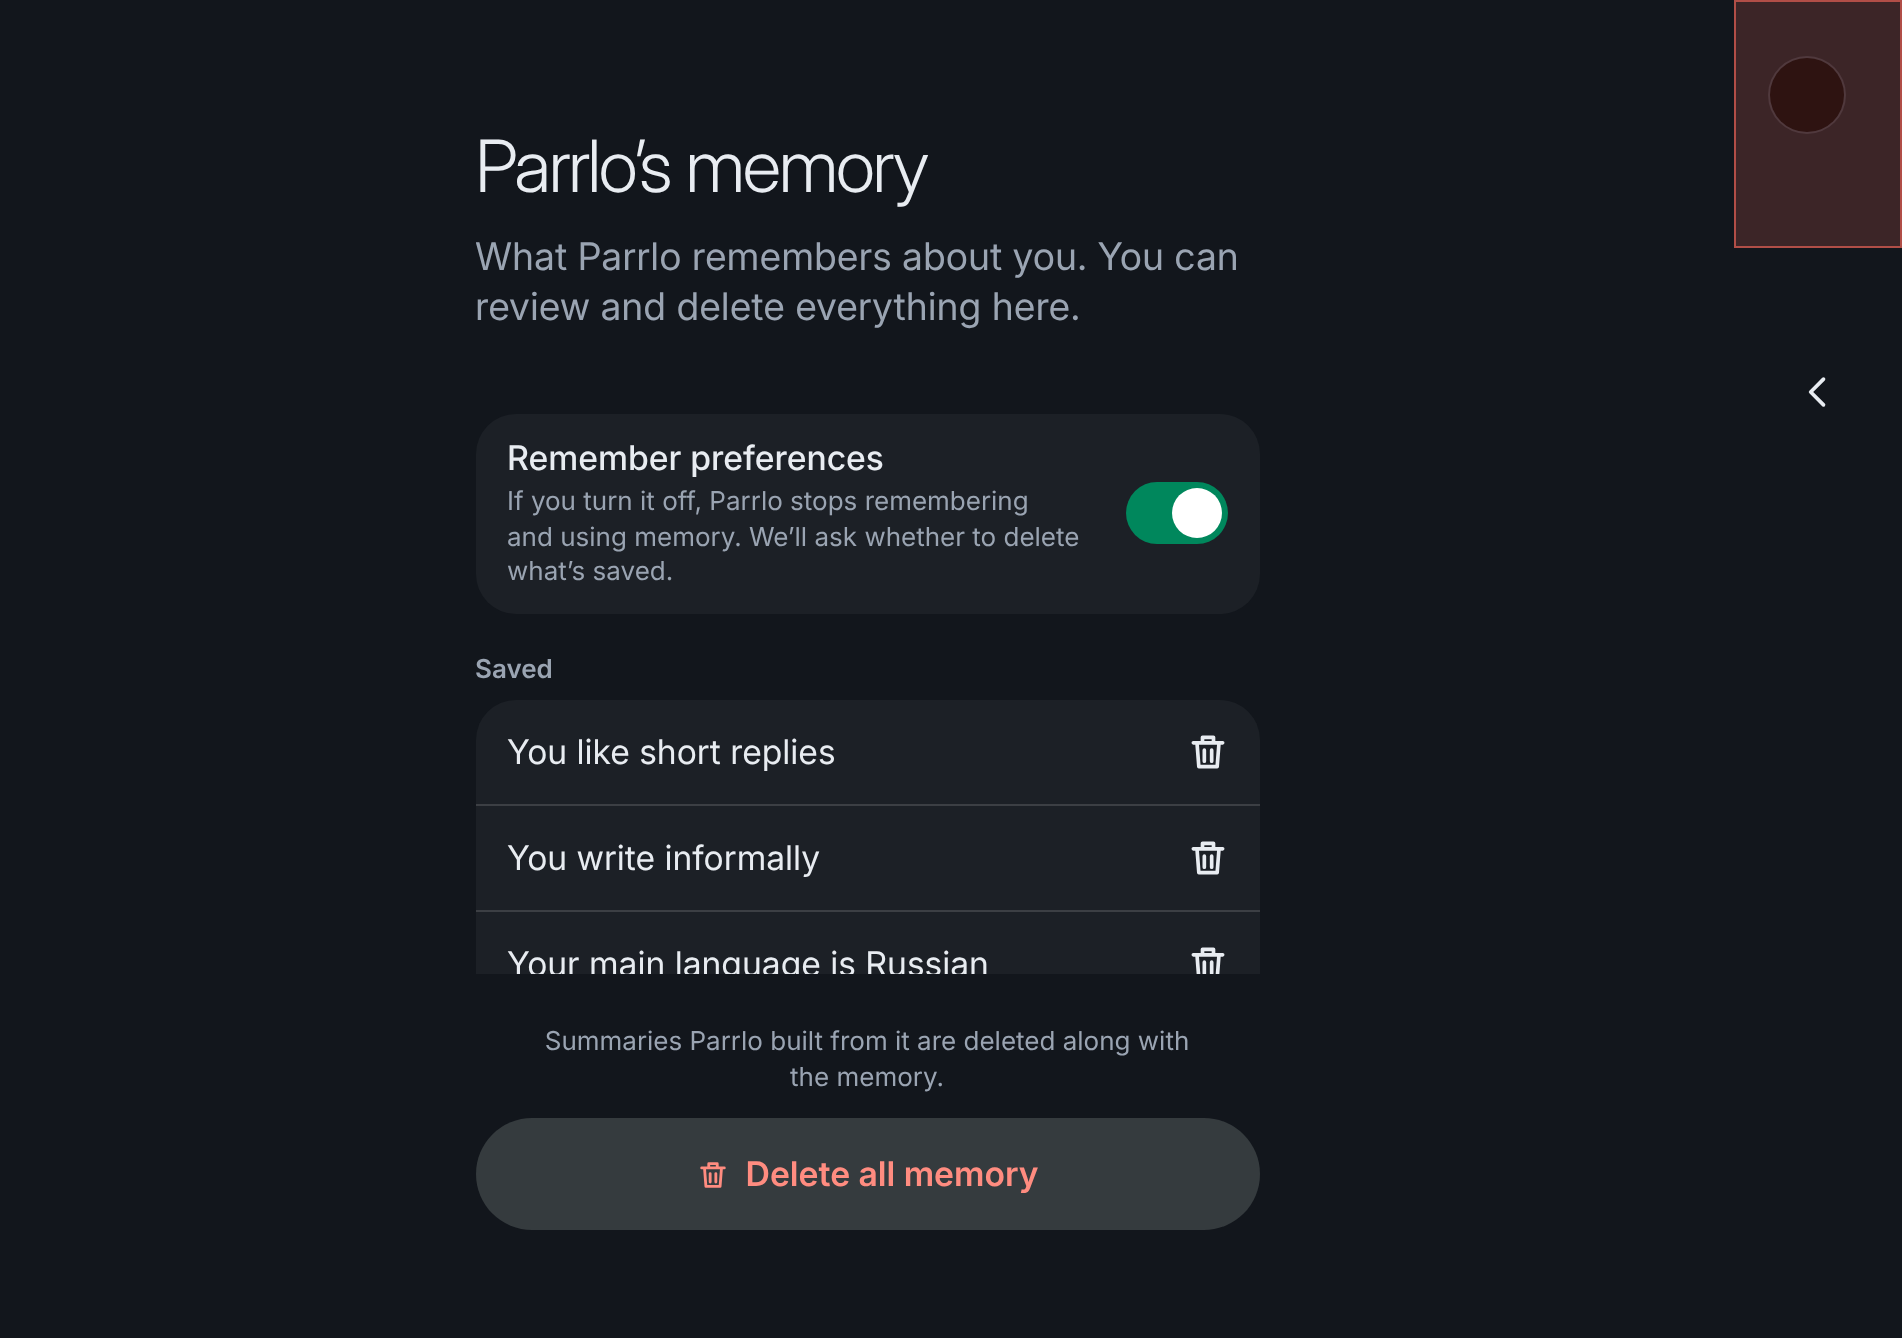 Parrlo’s memory
What Parrlo remembers about you. You can
review and delete everything here.
Remember preferences
If you turn it off, Parrlo stops remembering
and using memory. We’ll ask whether to delete
what’s saved.
Saved
You like short replies
You write informally
Your main language is Russian
Summaries Parrlo built from it are deleted along with
the memory.
Delete all memory